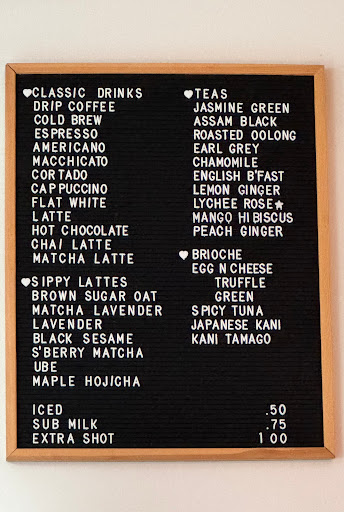 ♥CLASSIC DRINKS
DRIP COFFEE
COLD BREW
ESPRESSO
AMERICANO
MACCHICATO
CORTADO
CAPPUCCINO
FLAT WHITE
LATTE
HOT CHOCOLATE
CHAI LATTE
MATCHA LATTE
♥SIPPY LATTES
BROWN SUGAR OAT
MATCHA LAVENDER
LAVENDER
BLACK SESAME
S'BERRY MATCHA
UBE
MAPLE HOJICHA
♥TEAS
JASMINE GREEN
ASSAM BLACK
ROASTED OOLONG
EARL GREY
CHAMOMILE
ENGLISH B'FAST
LEMON GINGER
LYCHEE ROSE★
MANGO HIBISCUS
PEACH GINGER
♥BRIOCHE
EGG N CHEESE
TRUFFLE
GREEN
SPICY TUNA
JAPANESE KANI
KANI TAMAGO
ICED .50
SUB MILK .75
EXTRA SHOT 1 00